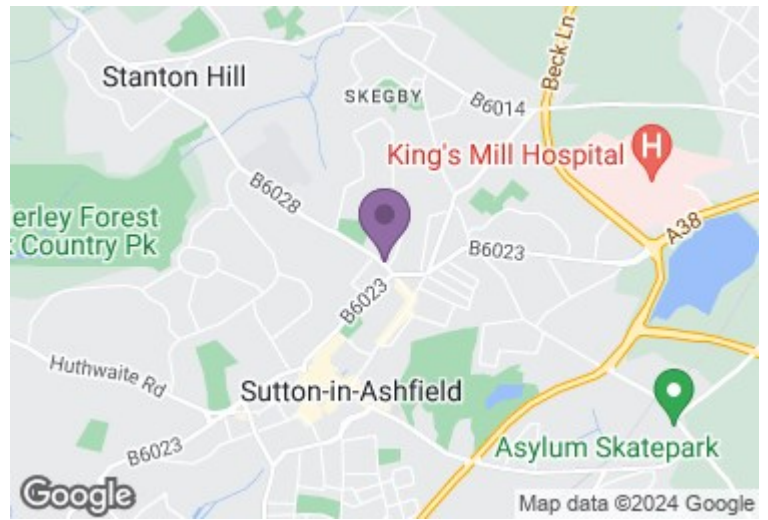 Stanton Hill
SKEGBY
B6014
Beck Ln
King's Mill Hospital
H
B6028
erley Forest
k Country Pk
A38
B6023
B6023
Huthwaite Rd
Sutton-in-Ashfield
B6023
Asylum Skatepark
Google
Map data ©2024 Google